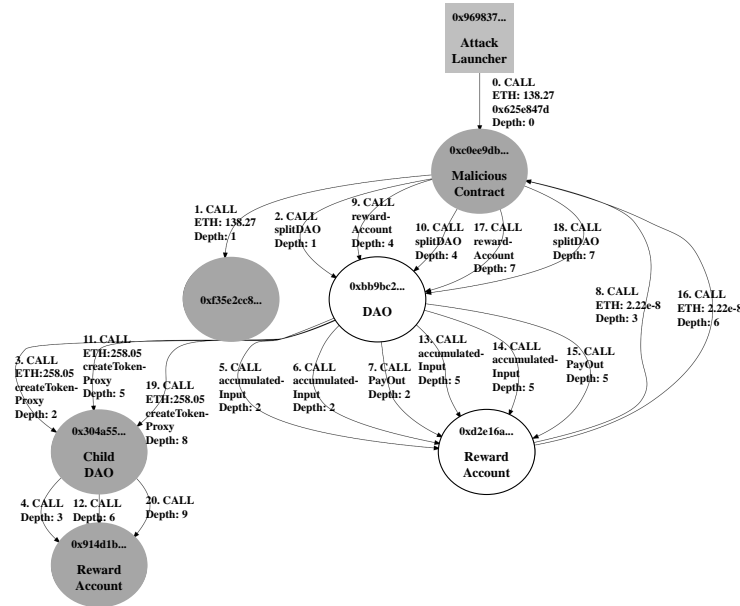 0x969837...
Attack
Launcher
0. CALL
ETH: 138.27
0x625e847d
Depth: 0
0xc0ee9db...
Malicious
Contract
1. CALL
ETH: 138.27
Depth: 1
2. CALL
splitDAO
Depth: 1
9. CALL
reward-
Account
Depth: 4
10. CALL
splitDAO
Depth: 4
17. CALL
reward-
Account
Depth: 7
18. CALL
splitDAO
Depth: 7
0xf35e2cc8...
0xbb9bc2...
DAO
8. CALL
ETH: 2.22e-8
Depth: 3
16. CALL
ETH: 2.22e-8
Depth: 6
3. CALL
ETH:258.05
createToken-
Proxy
Depth: 2
11. CALL
ETH:258.05
createToken-
Proxy
Depth: 5
19. CALL
ETH:258.05
createToken-
Proxy
Depth: 8
5. CALL
accumulated-
Input
Depth: 2
6. CALL
accumulated-
Input
Depth: 2
7. CALL
PayOut
Depth: 2
13. CALL
accumulated-
Input
Depth: 5
14. CALL
accumulated-
Input
Depth: 5
15. CALL
PayOut
Depth: 5
0x304a55...
Child
DAO
0xd2e16a...
Reward
Account
4. CALL
Depth: 3
12. CALL
Depth: 6
20. CALL
Depth: 9
0x914d1b...
Reward
Account